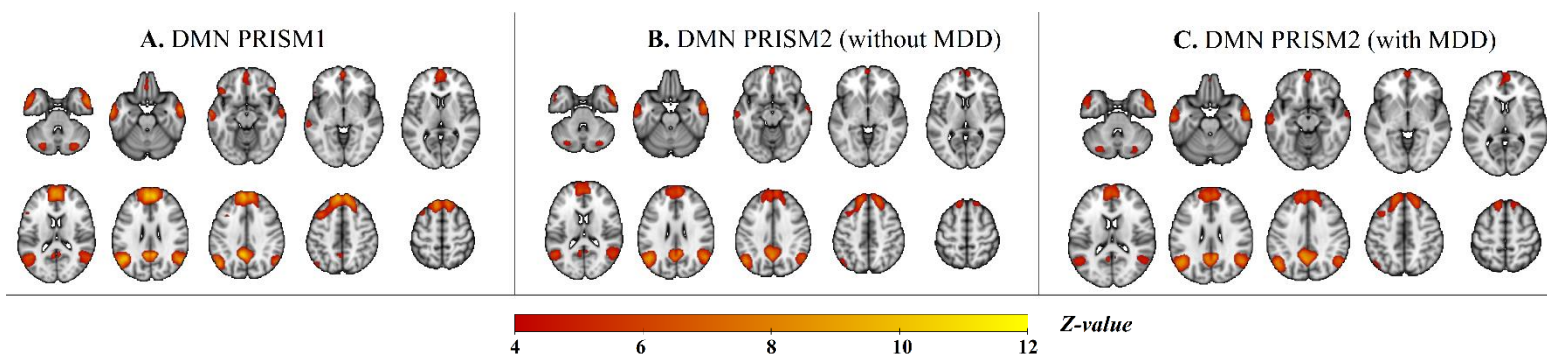 A. DMN PRISM1
B. DMN PRISM2 (without MDD)
C. DMN PRISM2 (with MDD)
Z-value
4 6 8 10 12